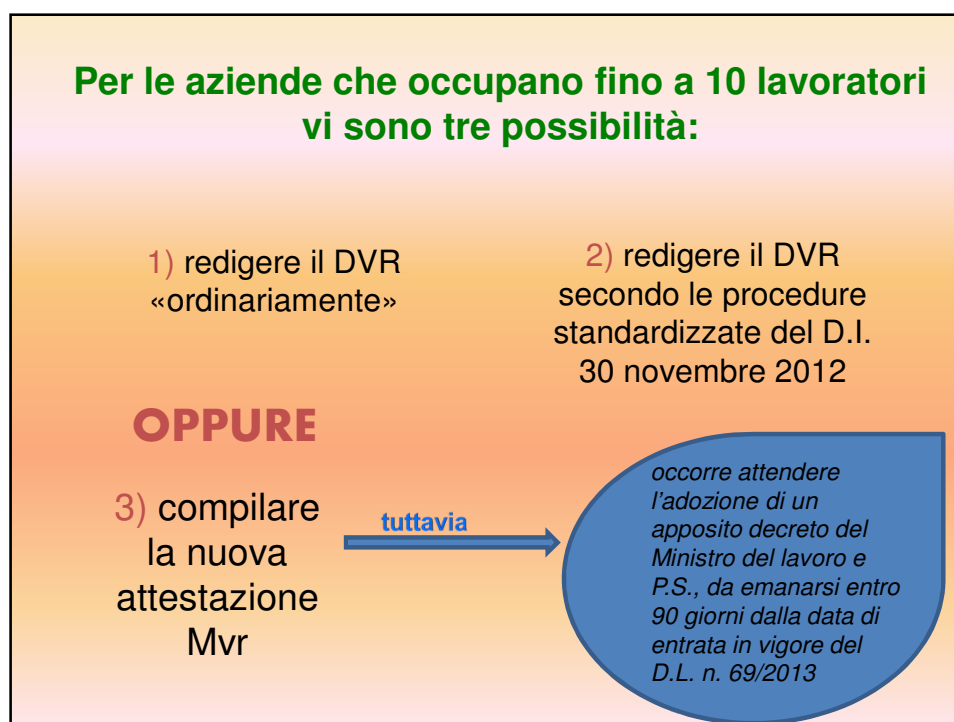 Per le aziende che occupano fino a 10 lavoratori
vi sono tre possibilità:
1) redigere il DVR
«ordinariamente»
2) redigere il DVR
secondo le procedure
standardizzate del D.I.
30 novembre 2012
OPPURE
3) compilare
la nuova
attestazione
Mvr
tuttavia
occorre attendere
l'adozione di un
apposito decreto del
Ministro del lavoro e
P.S., da emanarsi entro
90 giorni dalla data di
entrata in vigore del
D.L. n. 69/2013